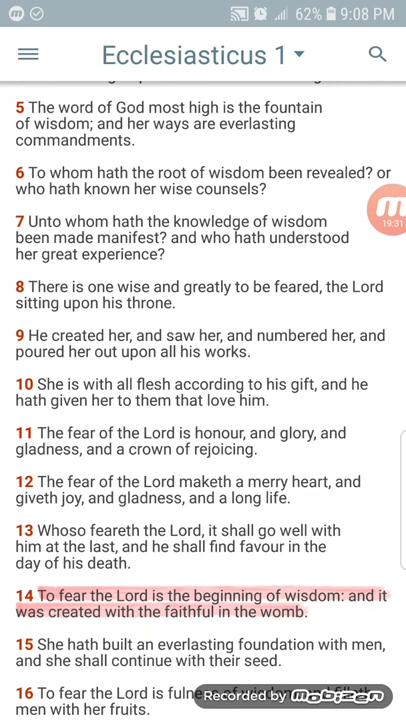 62% 9:08 PM
Ecclesiasticus 1
5 The word of God most high is the fountain
of wisdom; and her ways are everlasting
commandments.
6 To whom hath the root of wisdom been revealed? or
who hath known her wise counsels?
19:31
7 Unto whom hath the knowledge of wisdom
been made manifest? and who hath understood
her great experience?
8 There is one wise and greatly to be feared, the Lord
sitting upon his throne.
9 He created her, and saw her, and numbered her, and
poured her out upon all his works.
10 She is with all flesh according to his gift, and he
hath given her to them that love him.
11 The fear of the Lord is honour, and glory, and
gladness, and a crown of rejoicing.
12 The fear of the Lord maketh a merry heart, and
giveth joy, and gladness, and a long life.
13 Whoso feareth the Lord, it shall go well with
him at the last, and he shall find favour in the
day of his death.
14 To fear the Lord is the beginning of wisdom: and it
was created with the faithful in the womb.
15 She hath built an everlasting foundation with men,
and she shall continue with their seed.
16 To fear the Lord is
men with her fruits.
Recorded by mobizen